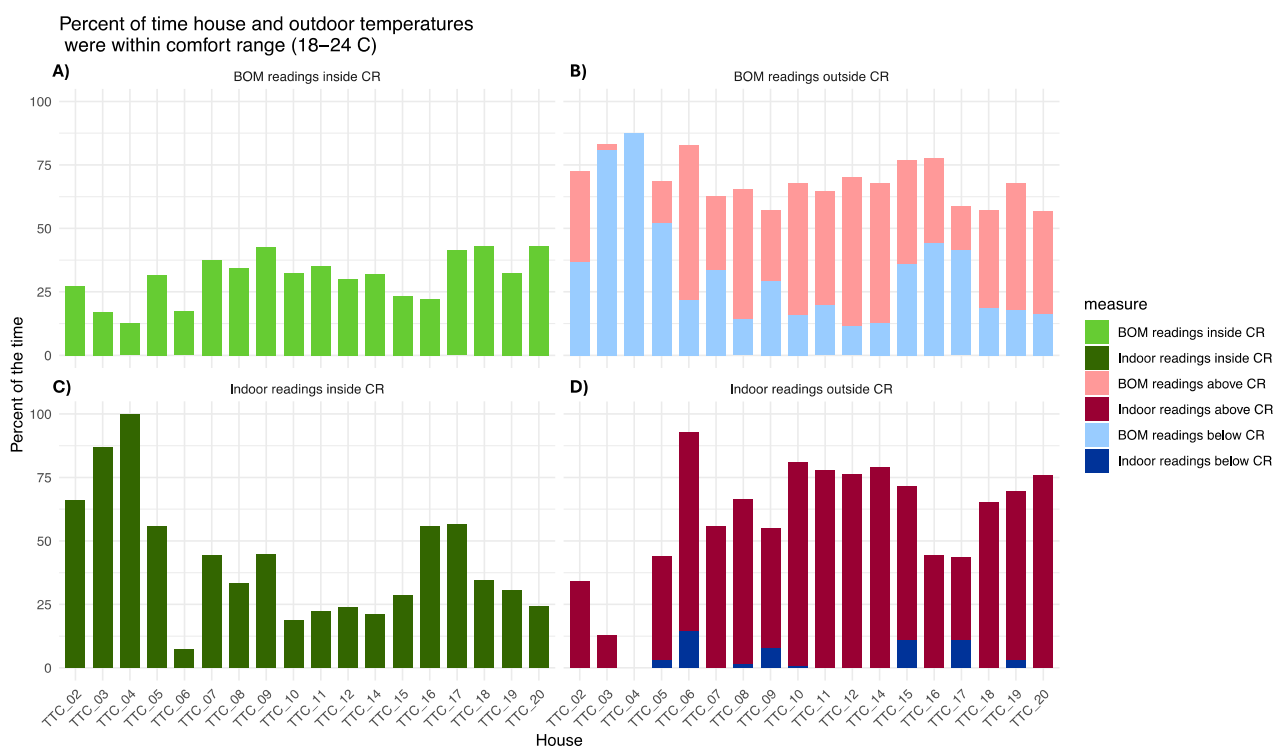 Percent of time house and outdoor temperatures
were within comfort range (18–24 C)
A)
BOM readings inside CR
B)
BOM readings outside CR
100
75
50
25
0
C)
Indoor readings inside CR
D)
Indoor readings outside CR
100
75
50
25
0
Percent of the time
TTC_02 TTC_03 TTC_04 TTC_05 TTC_06 TTC_07 TTC_08 TTC_09 TTC_10 TTC_11 TTC_12 TTC_14 TTC_15 TTC_16 TTC_17 TTC_18 TTC_19 TTC_20
TTC_02 TTC_03 TTC_04 TTC_05 TTC_06 TTC_07 TTC_08 TTC_09 TTC_10 TTC_11 TTC_12 TTC_14 TTC_15 TTC_16 TTC_17 TTC_18 TTC_19 TTC_20
House
measure
BOM readings inside CR
Indoor readings inside CR
BOM readings above CR
Indoor readings above CR
BOM readings below CR
Indoor readings below CR